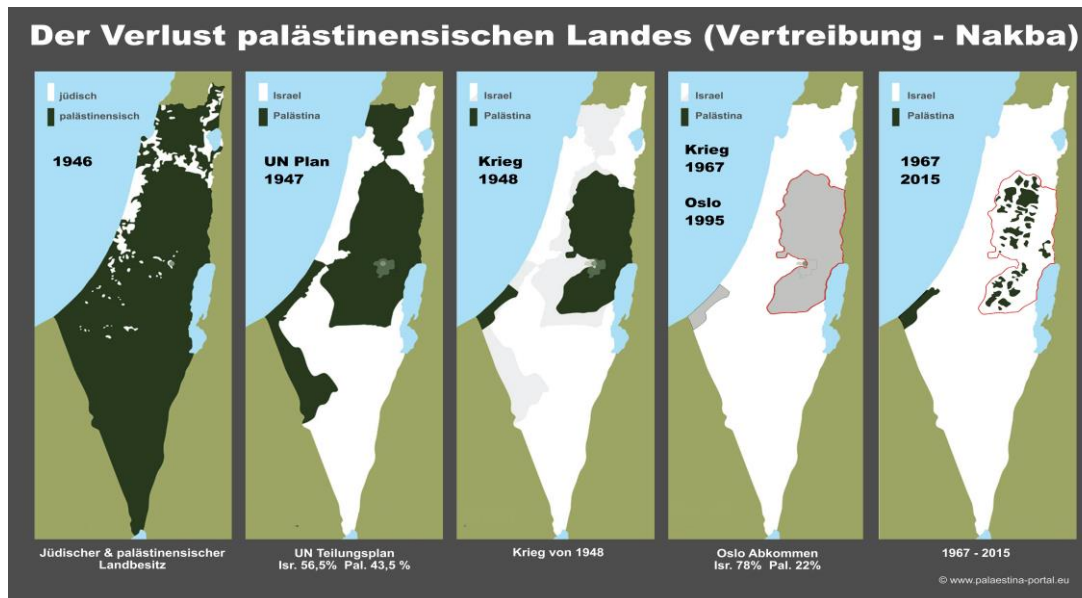 Der Verlust palästinensischen Landes (Vertreibung - Nakba)
jüdisch
palästinensisch
1946
Jüdischer & palästinensischer
Landbesitz
Israel
Palästina
UN Plan
1947
UN Teilungsplan
Isr. 56,5% Pal. 43,5 %
Israel
Palästina
Krieg
1948
Krieg von 1948
Israel
Palästina
Krieg
1967
Oslo
1995
Oslo Abkommen
Isr. 78% Pal. 22%
Israel
Palästina
1967
2015
1967 - 2015
© www.palaestina-portal.eu